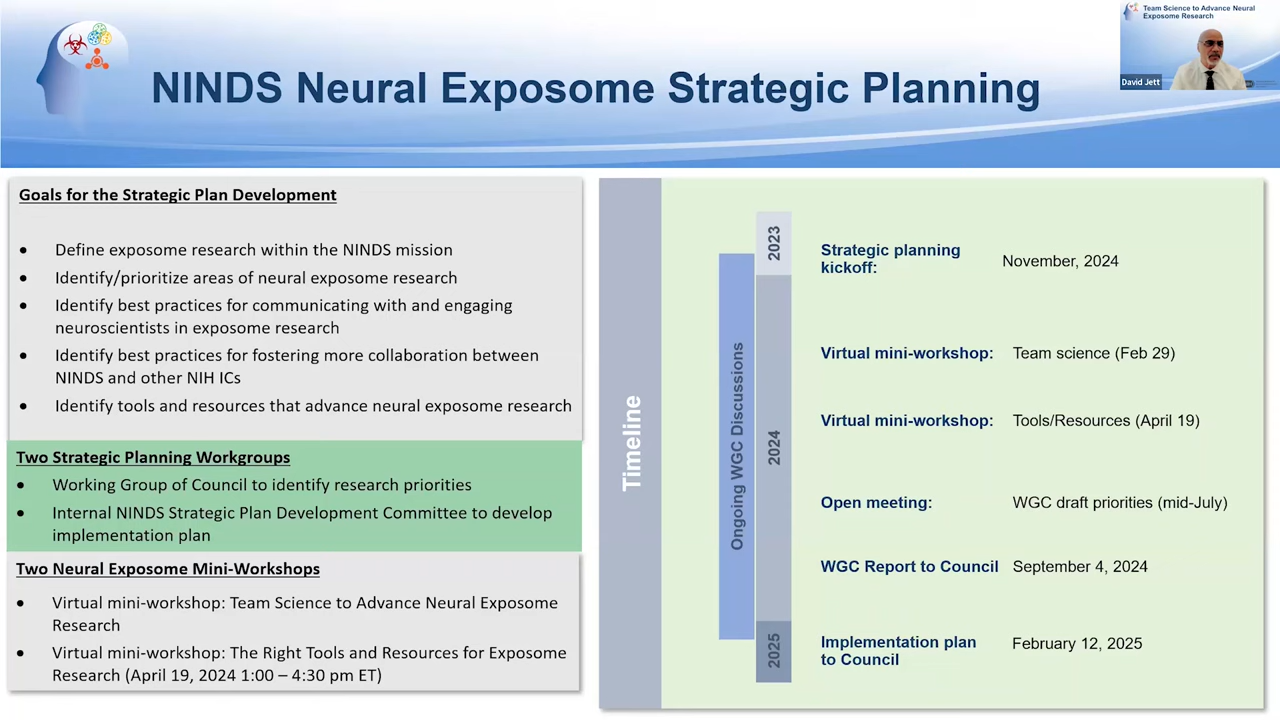 Team Science to Advance Neural
Exposome Research
David Jett
NINDS Neural Exposome Strategic Planning
Goals for the Strategic Plan Development
• Define exposome research within the NINDS mission
• Identify/prioritize areas of neural exposome research
• Identify best practices for communicating with and engaging
neuroscientists in exposome research
• Identify best practices for fostering more collaboration between
NINDS and other NIH ICs
• Identify tools and resources that advance neural exposome research
Two Strategic Planning Workgroups
• Working Group of Council to identify research priorities
• Internal NINDS Strategic Plan Development Committee to develop
implementation plan
Two Neural Exposome Mini-Workshops
• Virtual mini-workshop: Team Science to Advance Neural Exposome
Research
• Virtual mini-workshop: The Right Tools and Resources for Exposome
Research (April 19, 2024 1:00 – 4:30 pm ET)
Timeline
Ongoing WGC Discussions
2023
2024
2025
Strategic planning
kickoff:
November, 2024
Virtual mini-workshop: Team science (Feb 29)
Virtual mini-workshop: Tools/Resources (April 19)
Open meeting: WGC draft priorities (mid-July)
WGC Report to Council September 4, 2024
Implementation plan
to Council
February 12, 2025